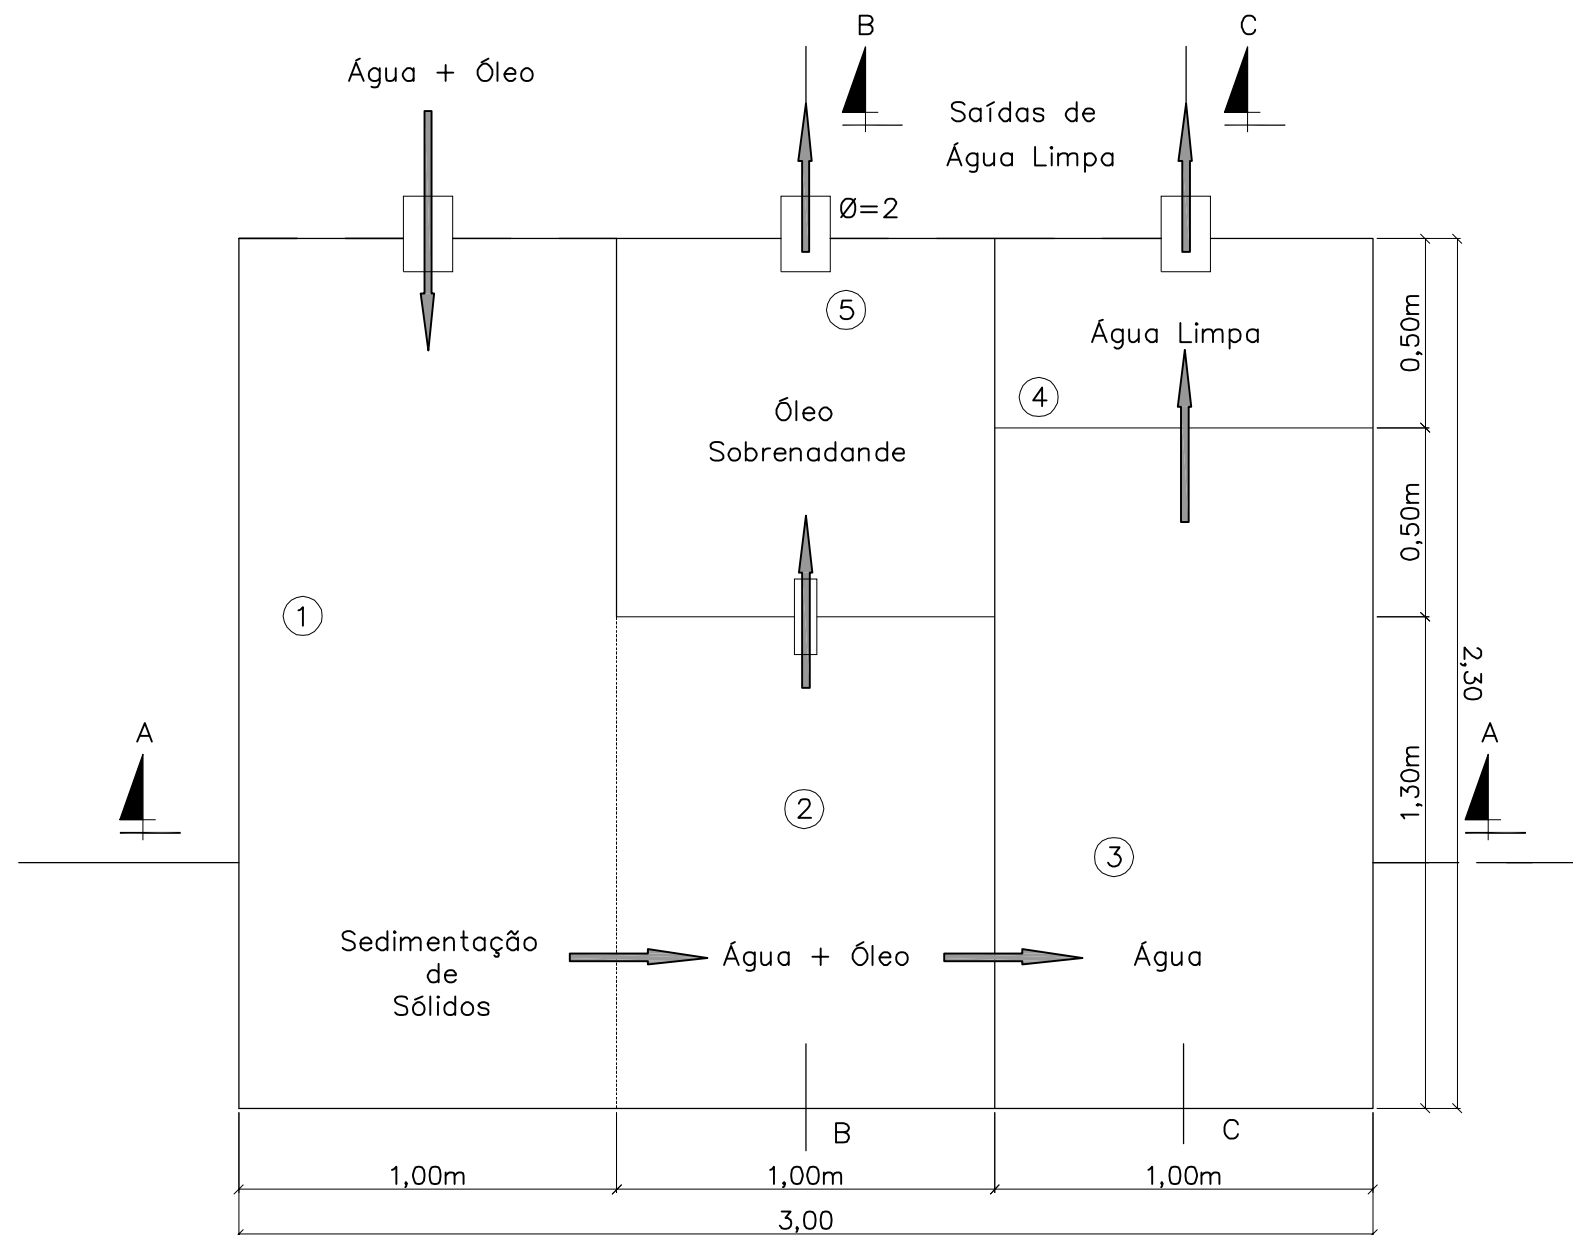 B
C
Água + Óleo
Saídas de
Água Limpa
Ø=2
5
Água Limpa
0,50m
4
Óleo
Sobrenadande
0,50m
1
2,30
A
A
1,30m
2
3
Sedimentação
de
Sólidos
Água + Óleo
Água
B
C
1,00m
1,00m
1,00m
3,00